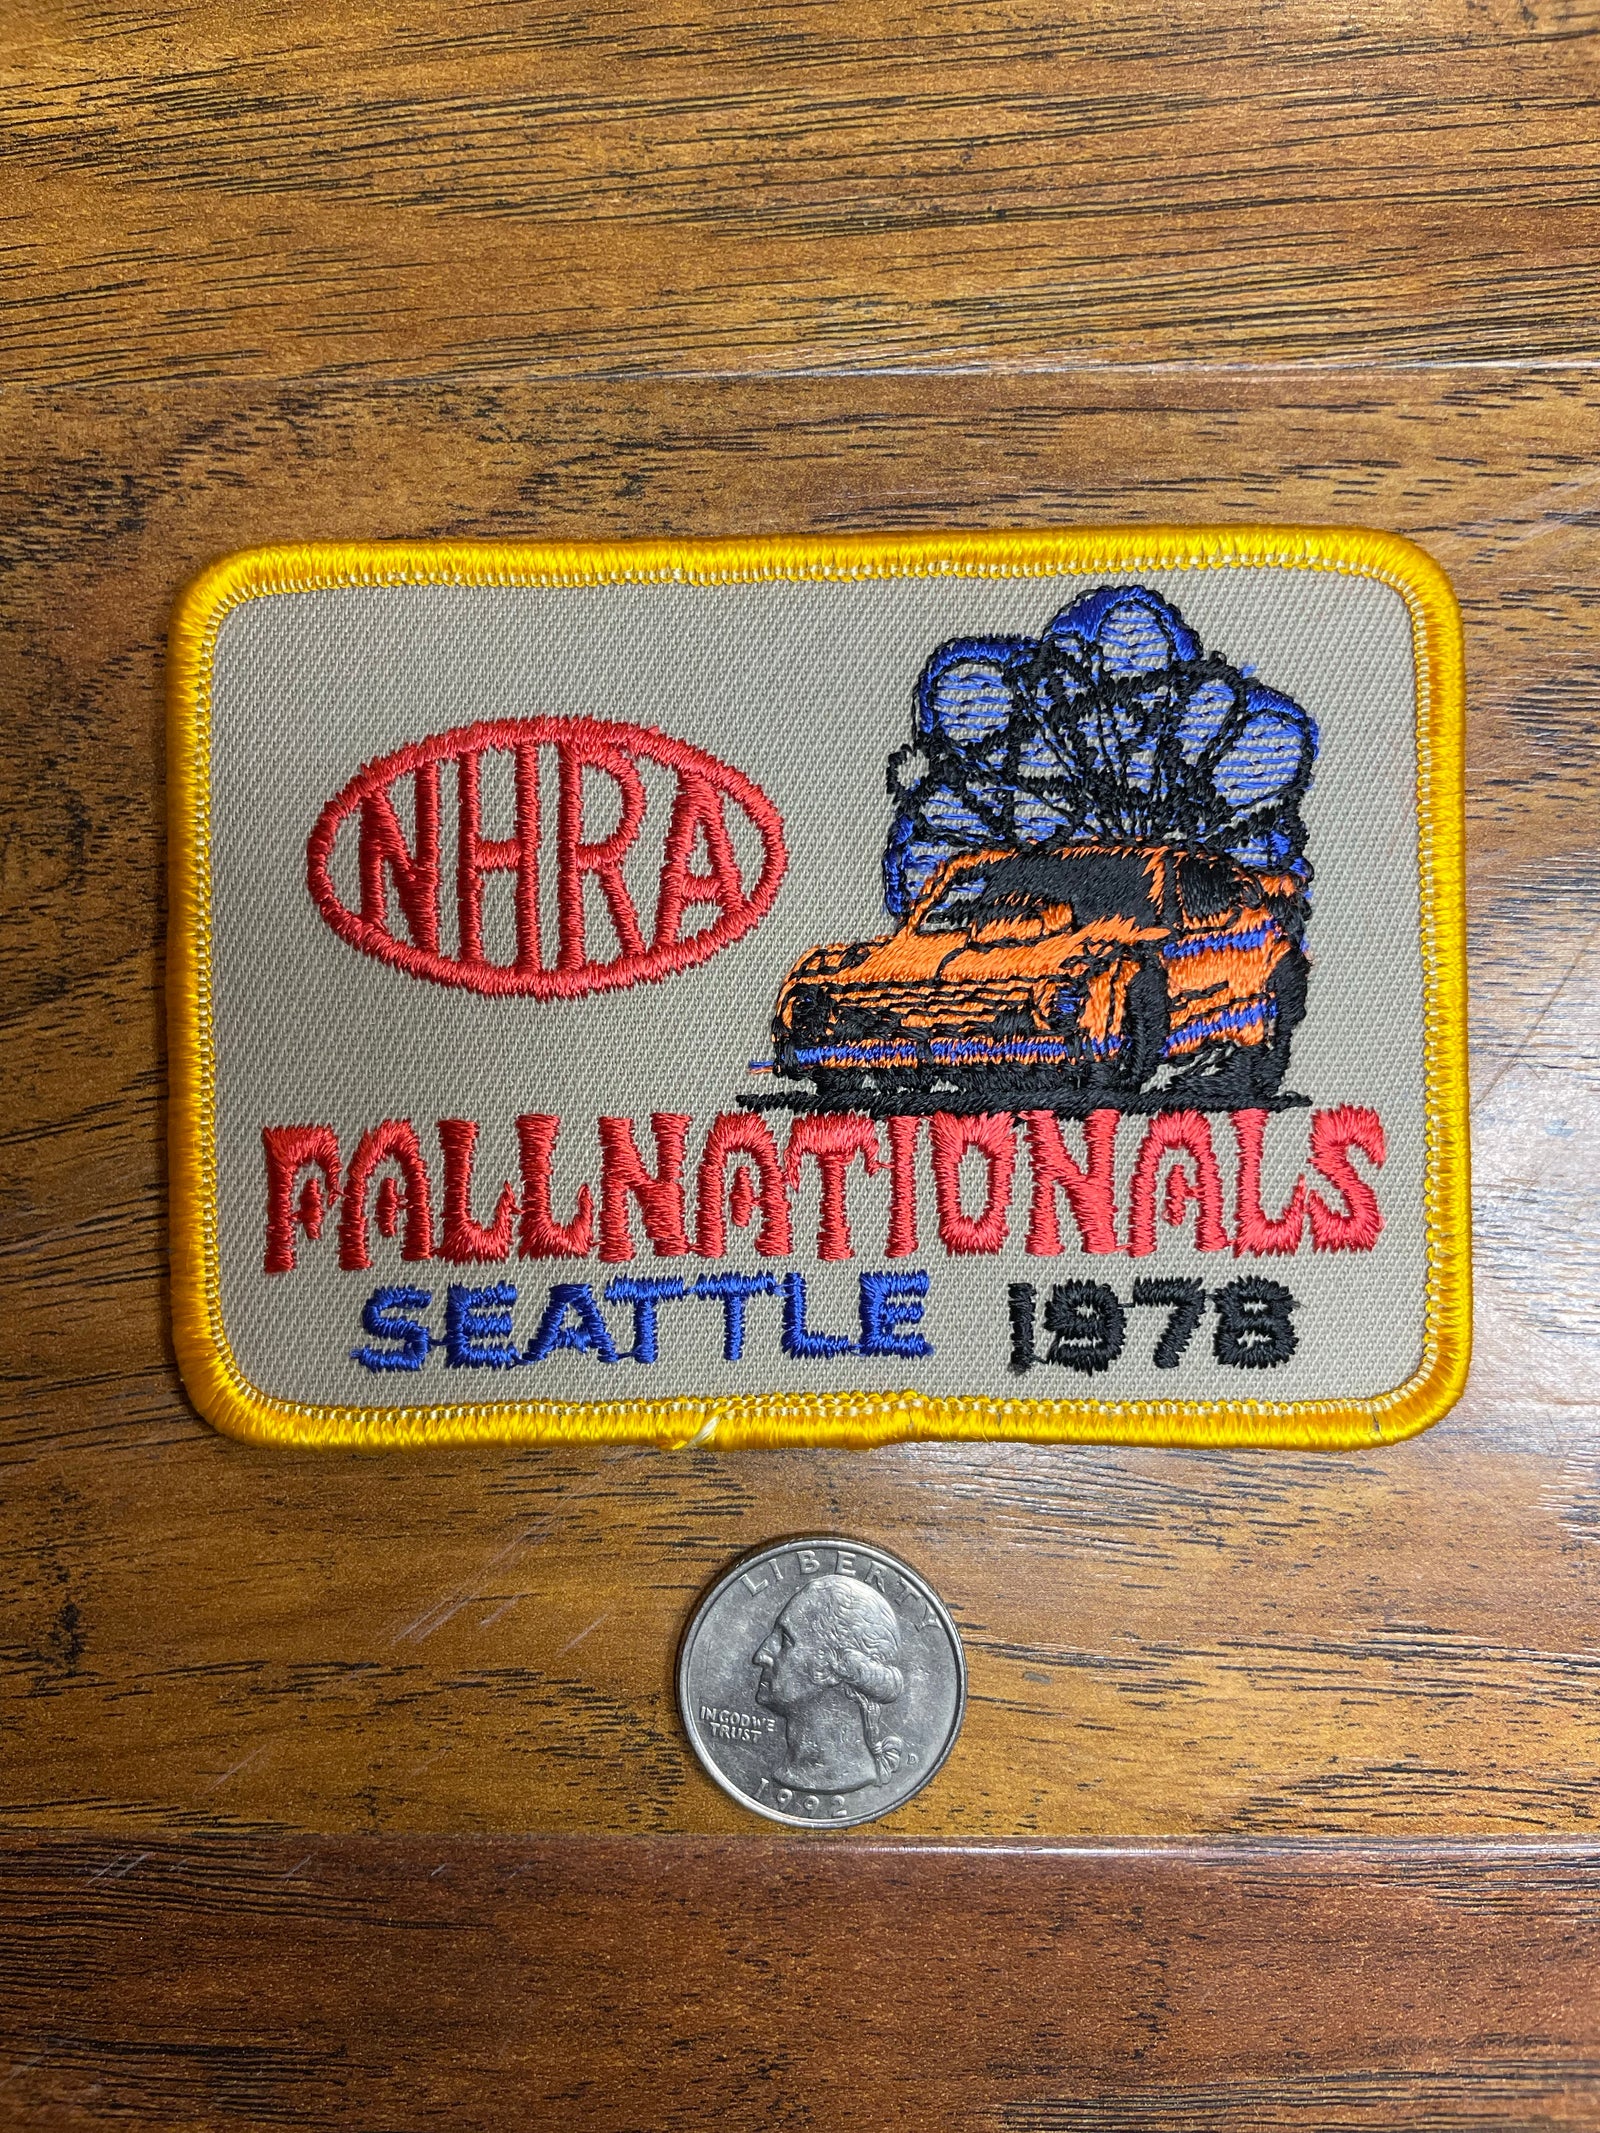 NHRA
FALLNATIONALS
SEATTLE 1978
LIBERTY
IN GOD WE
TRUST
D
1992